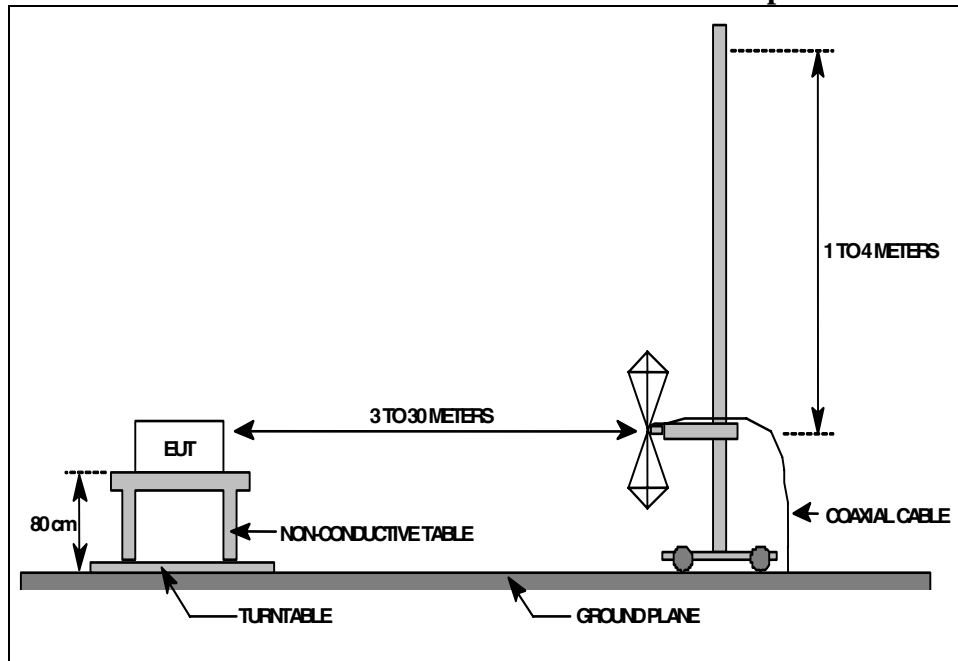 1 TO 4 METERS
3 TO 30 METERS
EUT
80 cm
NON-CONDUCTIVE TABLE
COAXIAL CABLE
TURNTABLE
GROUND PLANE